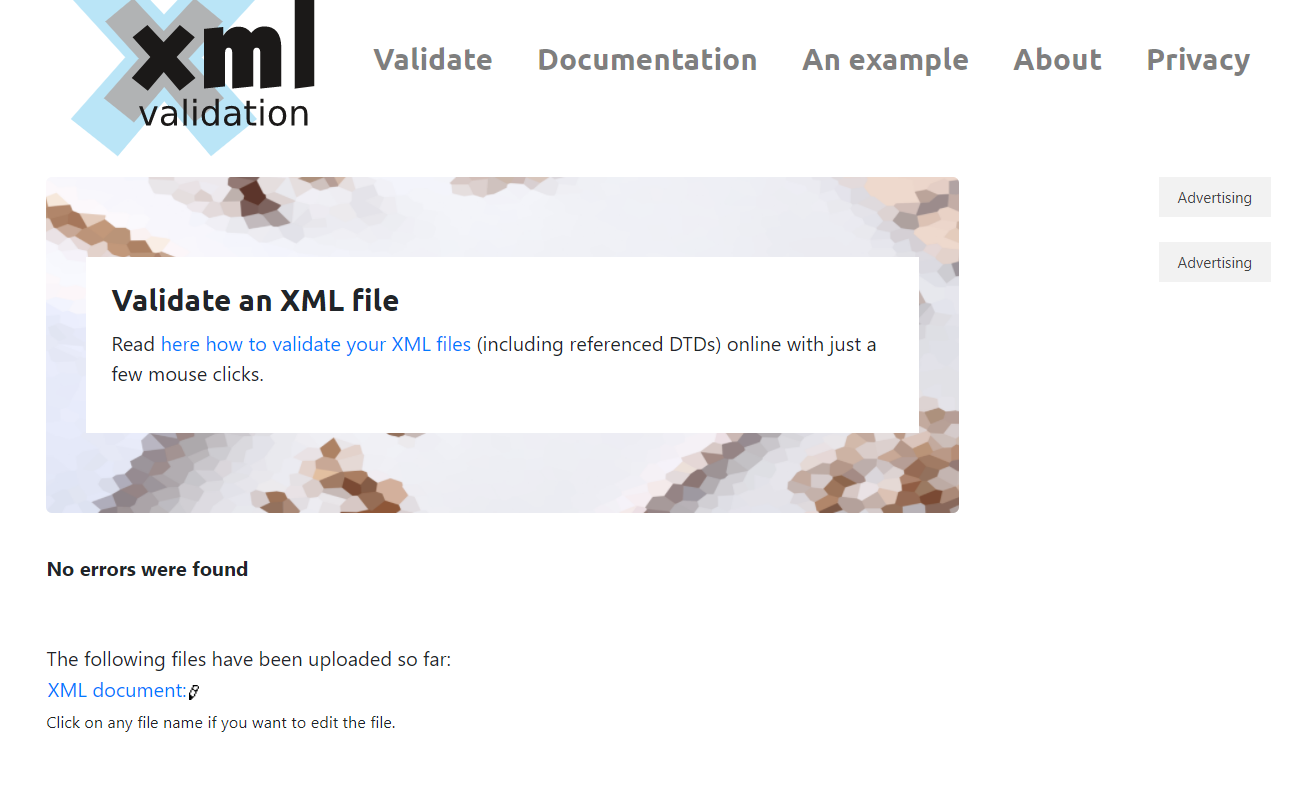 xml
validation
Validate
Documentation
An example
About
Privacy
Advertising
Advertising
Validate an XML file
Read here how to validate your XML files (including referenced DTDs) online with just a
few mouse clicks.
No errors were found
The following files have been uploaded so far:
XML document:
Click on any file name if you want to edit the file.